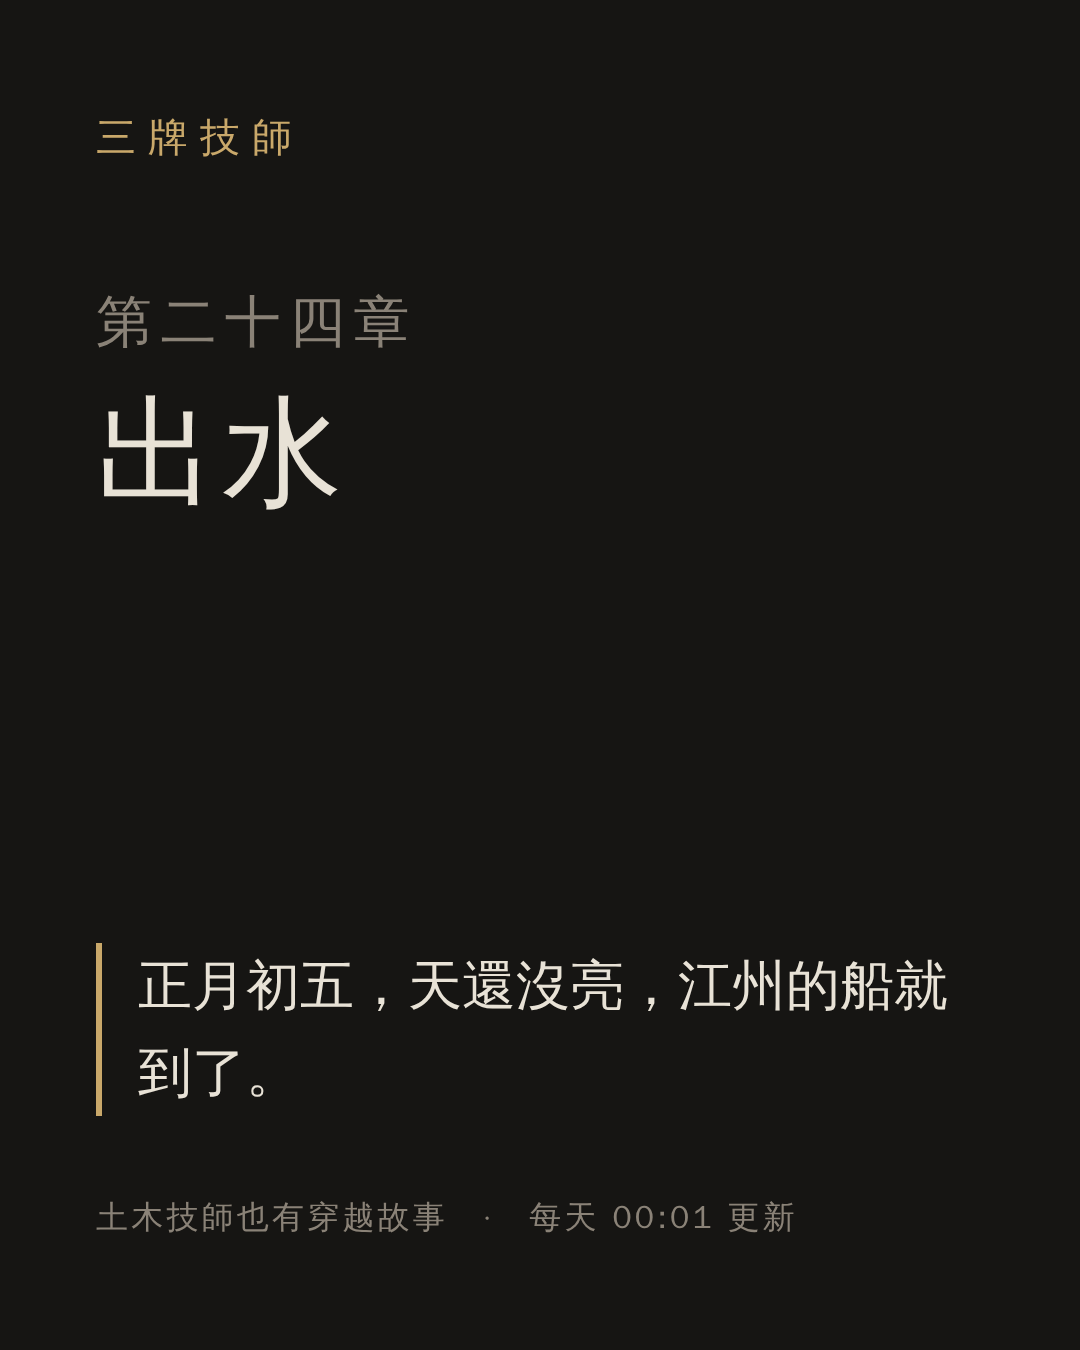 三牌技師
第二十四章
出水
正月初五，天還沒亮，江州的船就
到了。
土木技師也有穿越故事 · 每天 00:01 更新